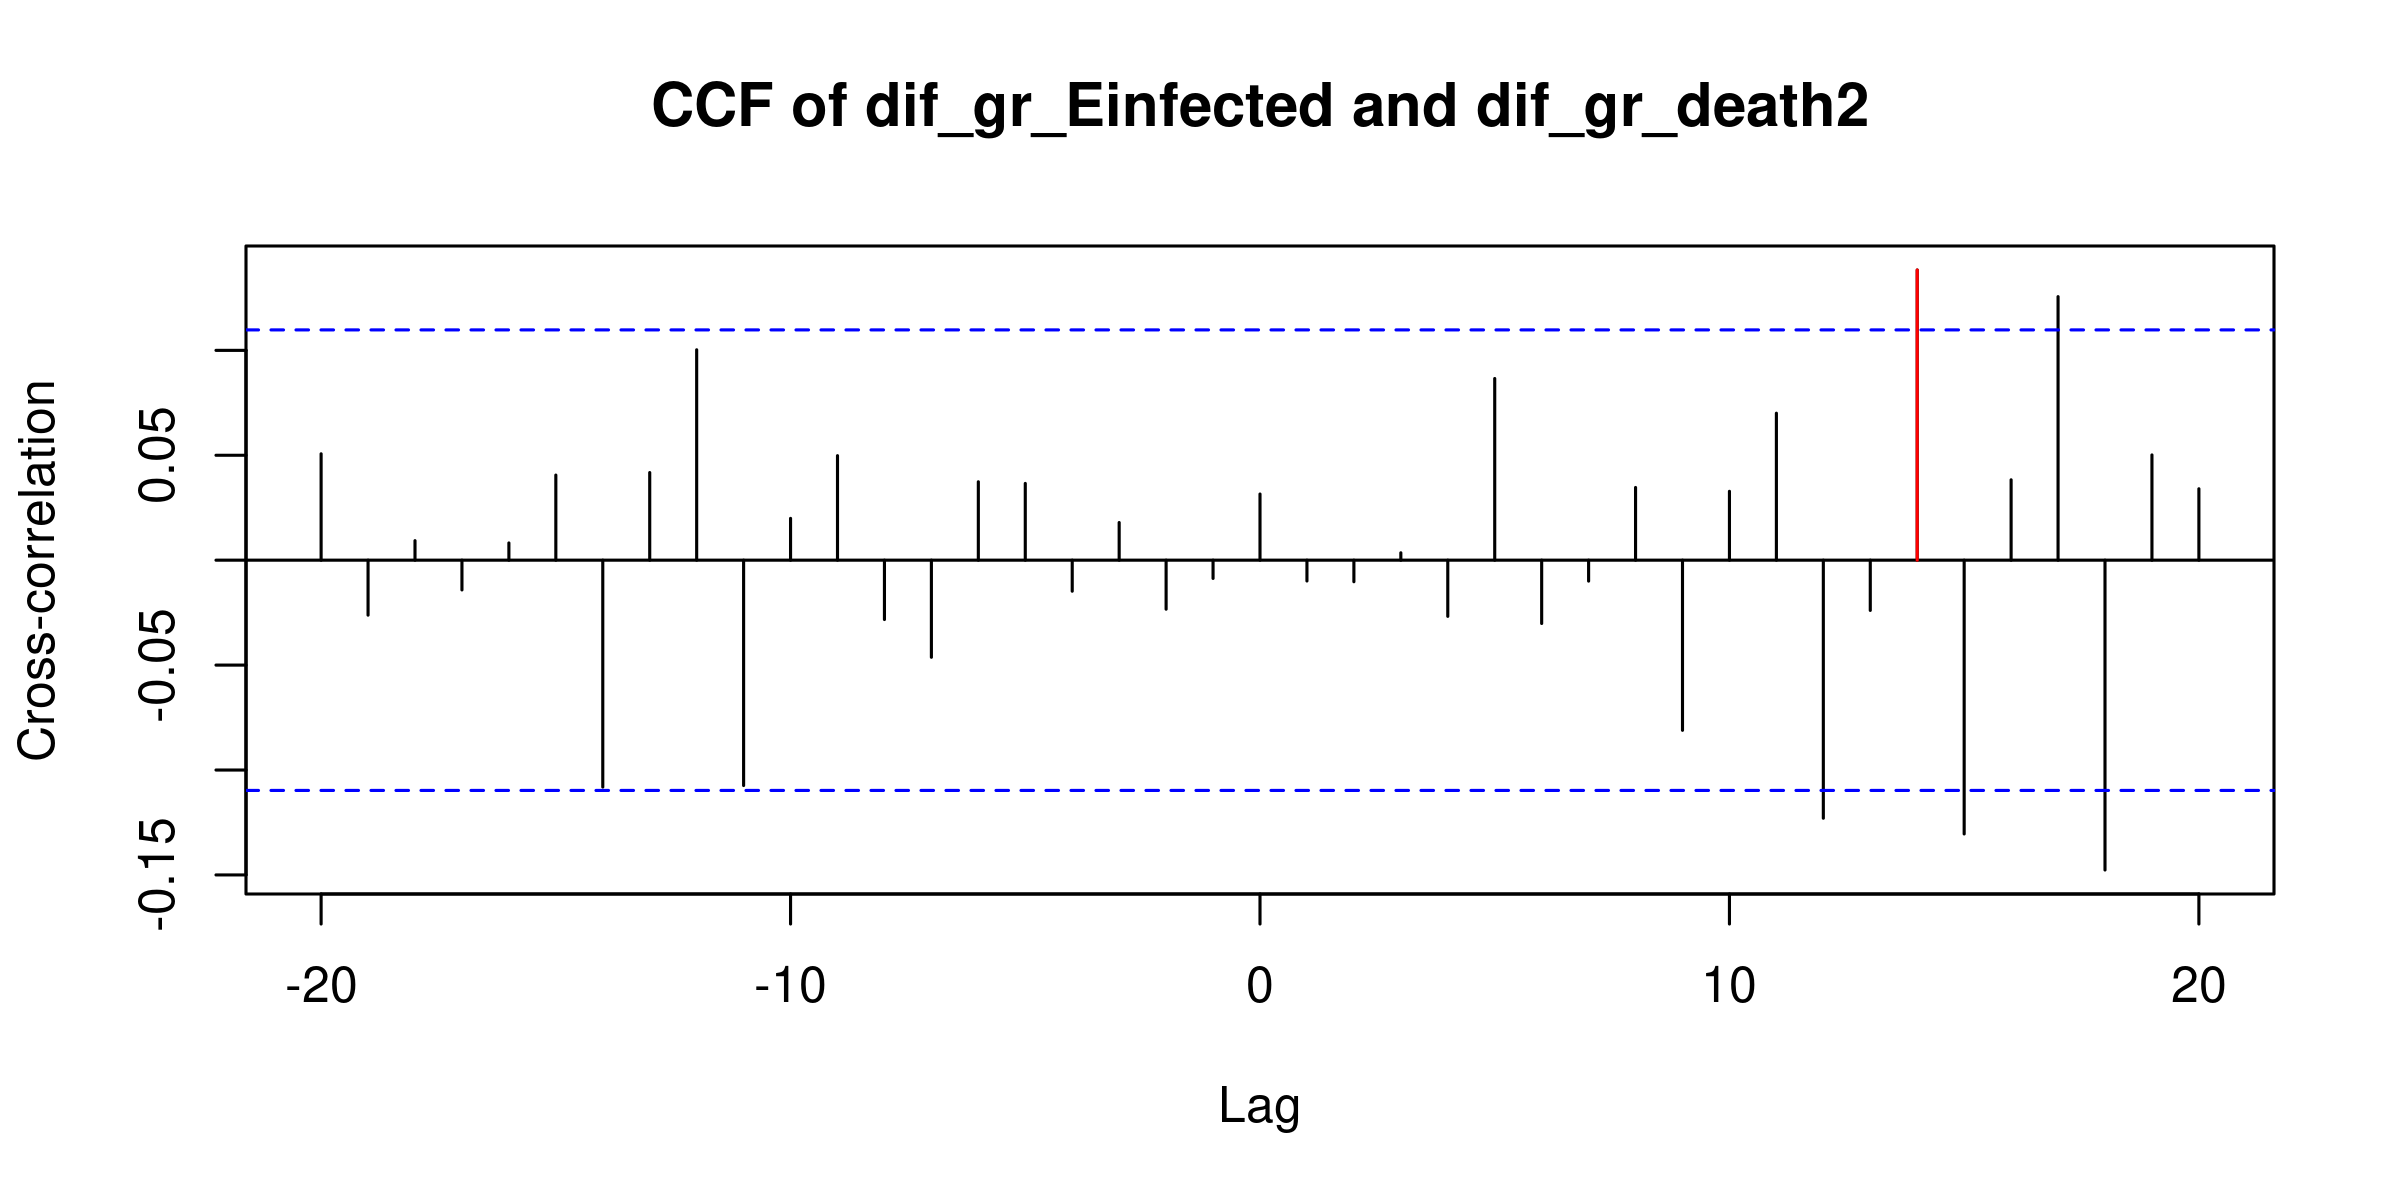 CCF of dif_gr_Einfected and dif_gr_death2
Cross-correlation
0.05
-0.05
-0.15
-20 -10 0 10 20
Lag